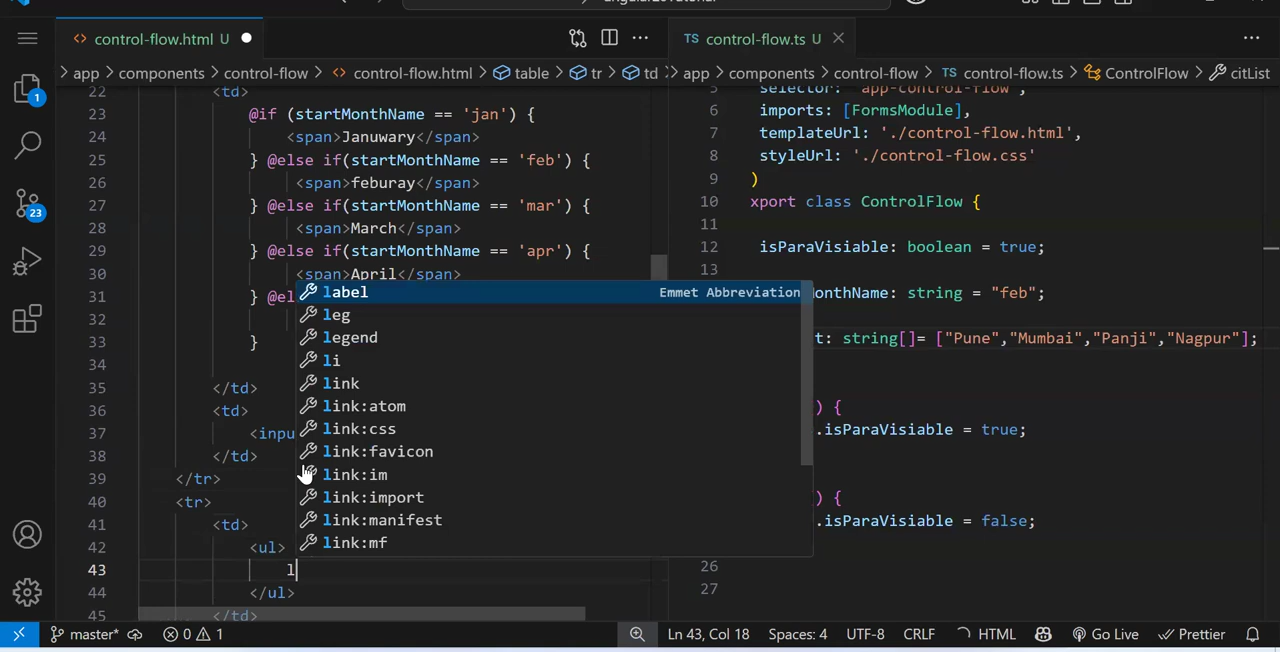 angular20Tutorial
control-flow.html U
TS control-flow.ts U
app > components > control-flow > control-flow.html > table > tr > td
app > components > control-flow > TS control-flow.ts > ControlFlow > citList
22 <td>
23 @if (startMonthName == 'jan') {
24 <span>Januwary</span>
25 } @else if(startMonthName == 'feb') {
26 <span>feburay</span>
27 } @else if(startMonthName == 'mar') {
28 <span>March</span>
29 } @else if(startMonthName == 'apr') {
30 <span>April</span>
31 } @el
32
33 }
34
35 </td>
36 <td>
37 <inpu
38 </td>
39 </tr>
40 <tr>
41 <td>
42 <ul>
43 l
44 </ul>
45 </td>
label Emmet Abbreviation
leg
legend
li
link
link:atom
link:css
link:favicon
link:im
link:import
link:manifest
link:mf
5 selector: 'app-control-flow',
6 imports: [FormsModule],
7 templateUrl: './control-flow.html',
8 styleUrl: './control-flow.css'
9 )
10 xport class ControlFlow {
11
12 isParaVisiable: boolean = true;
13
onthName: string = "feb";
t: string[]= ["Pune","Mumbai","Panji","Nagpur"];
) {
.isParaVisiable = true;
) {
.isParaVisiable = false;
26
27
1
23
master* 0 1 Ln 43, Col 18 Spaces: 4 UTF-8 CRLF HTML Go Live Prettier